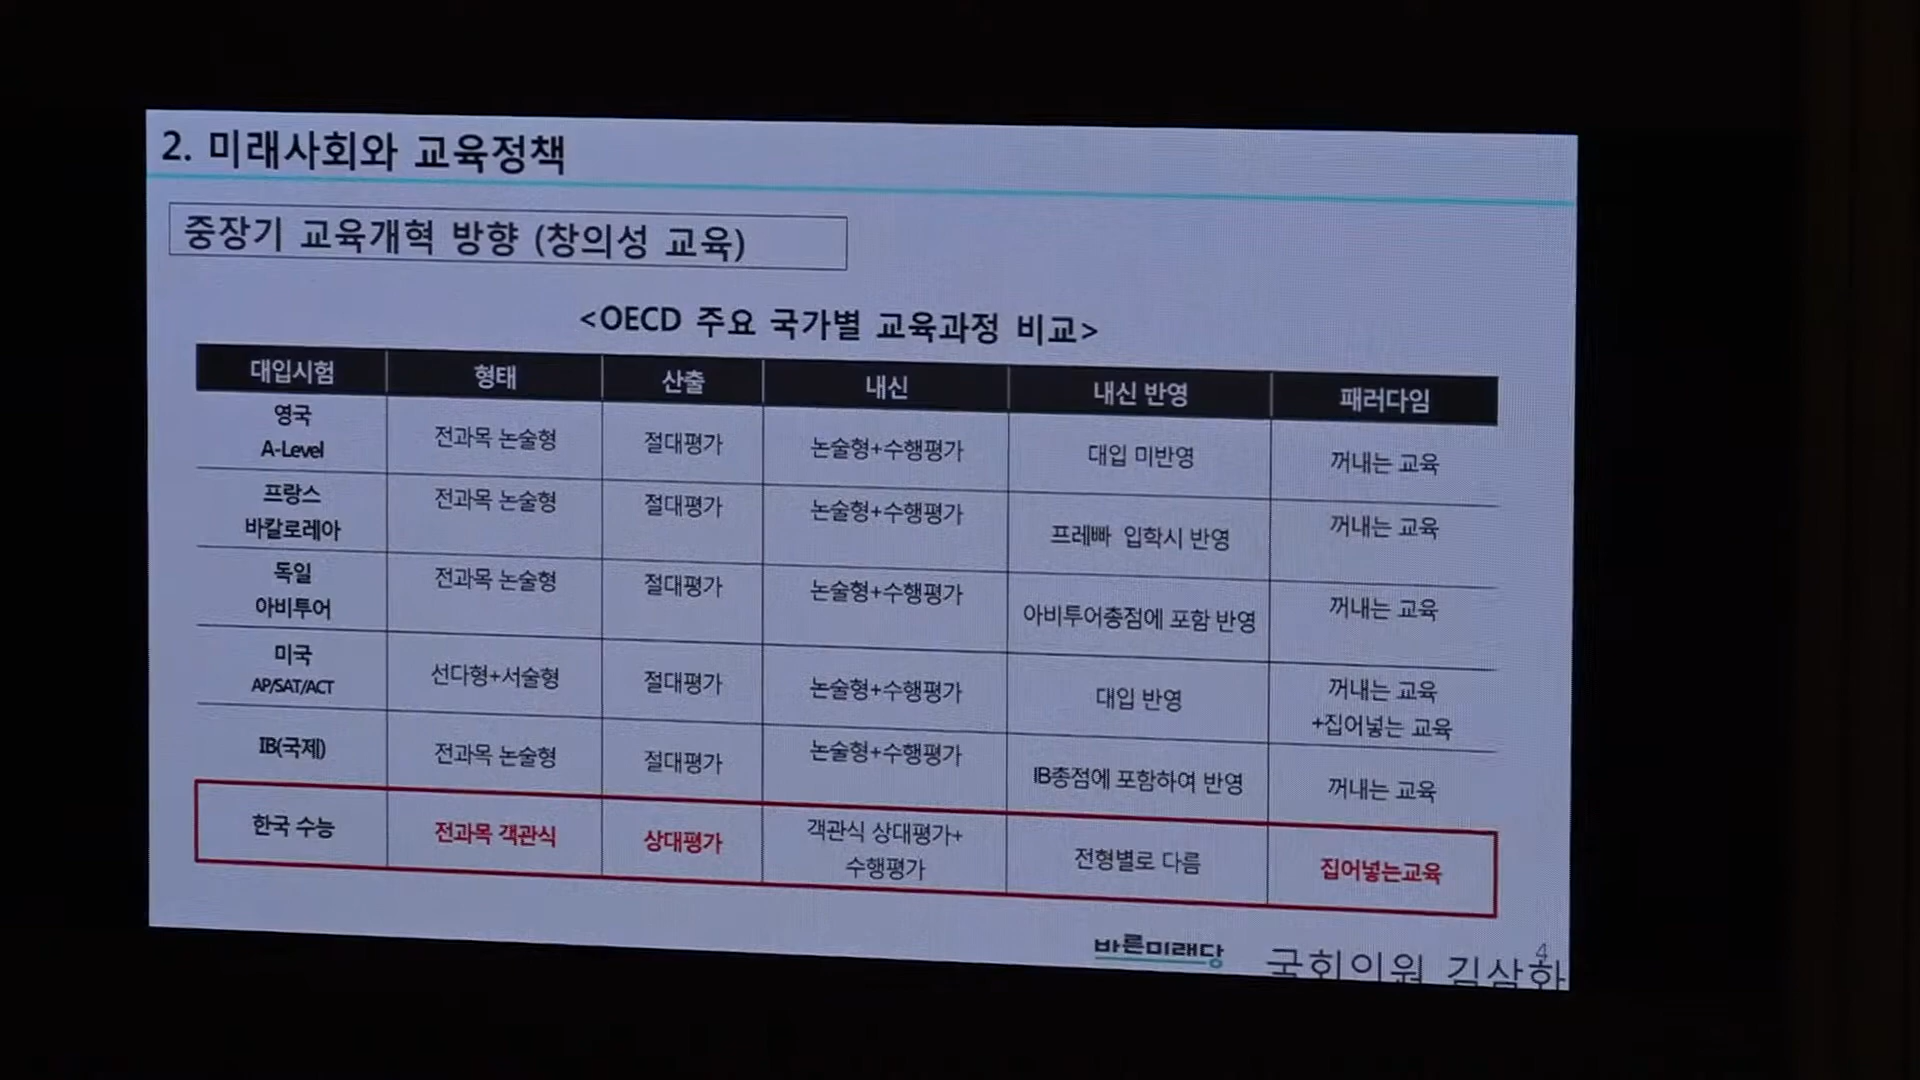 2. 미래사회와 교육정책
중장기 교육개혁 방향 (창의성 교육)
<OECD 주요 국가별 교육과정 비교>
대입시험 형태 산출 내신 내신 반영 패러다임
영국
A-Level 전과목 논술형 절대평가 논술형+수행평가 대입 미반영 꺼내는 교육
프랑스
바칼로레아 전과목 논술형 절대평가 논술형+수행평가 프레빠 입학시 반영 꺼내는 교육
독일
아비투어 전과목 논술형 절대평가 논술형+수행평가 아비투어총점에 포함 반영 꺼내는 교육
미국
AP/SAT/ACT 선다형+서술형 절대평가 논술형+수행평가 대입 반영 꺼내는 교육
+집어넣는 교육
IB(국제) 전과목 논술형 절대평가 논술형+수행평가 IB총점에 포함하여 반영 꺼내는 교육
한국 수능 전과목 객관식 상대평가 객관식 상대평가+
수행평가 전형별로 다름 집어넣는교육
바른미래당 국회의원 김삼화
4